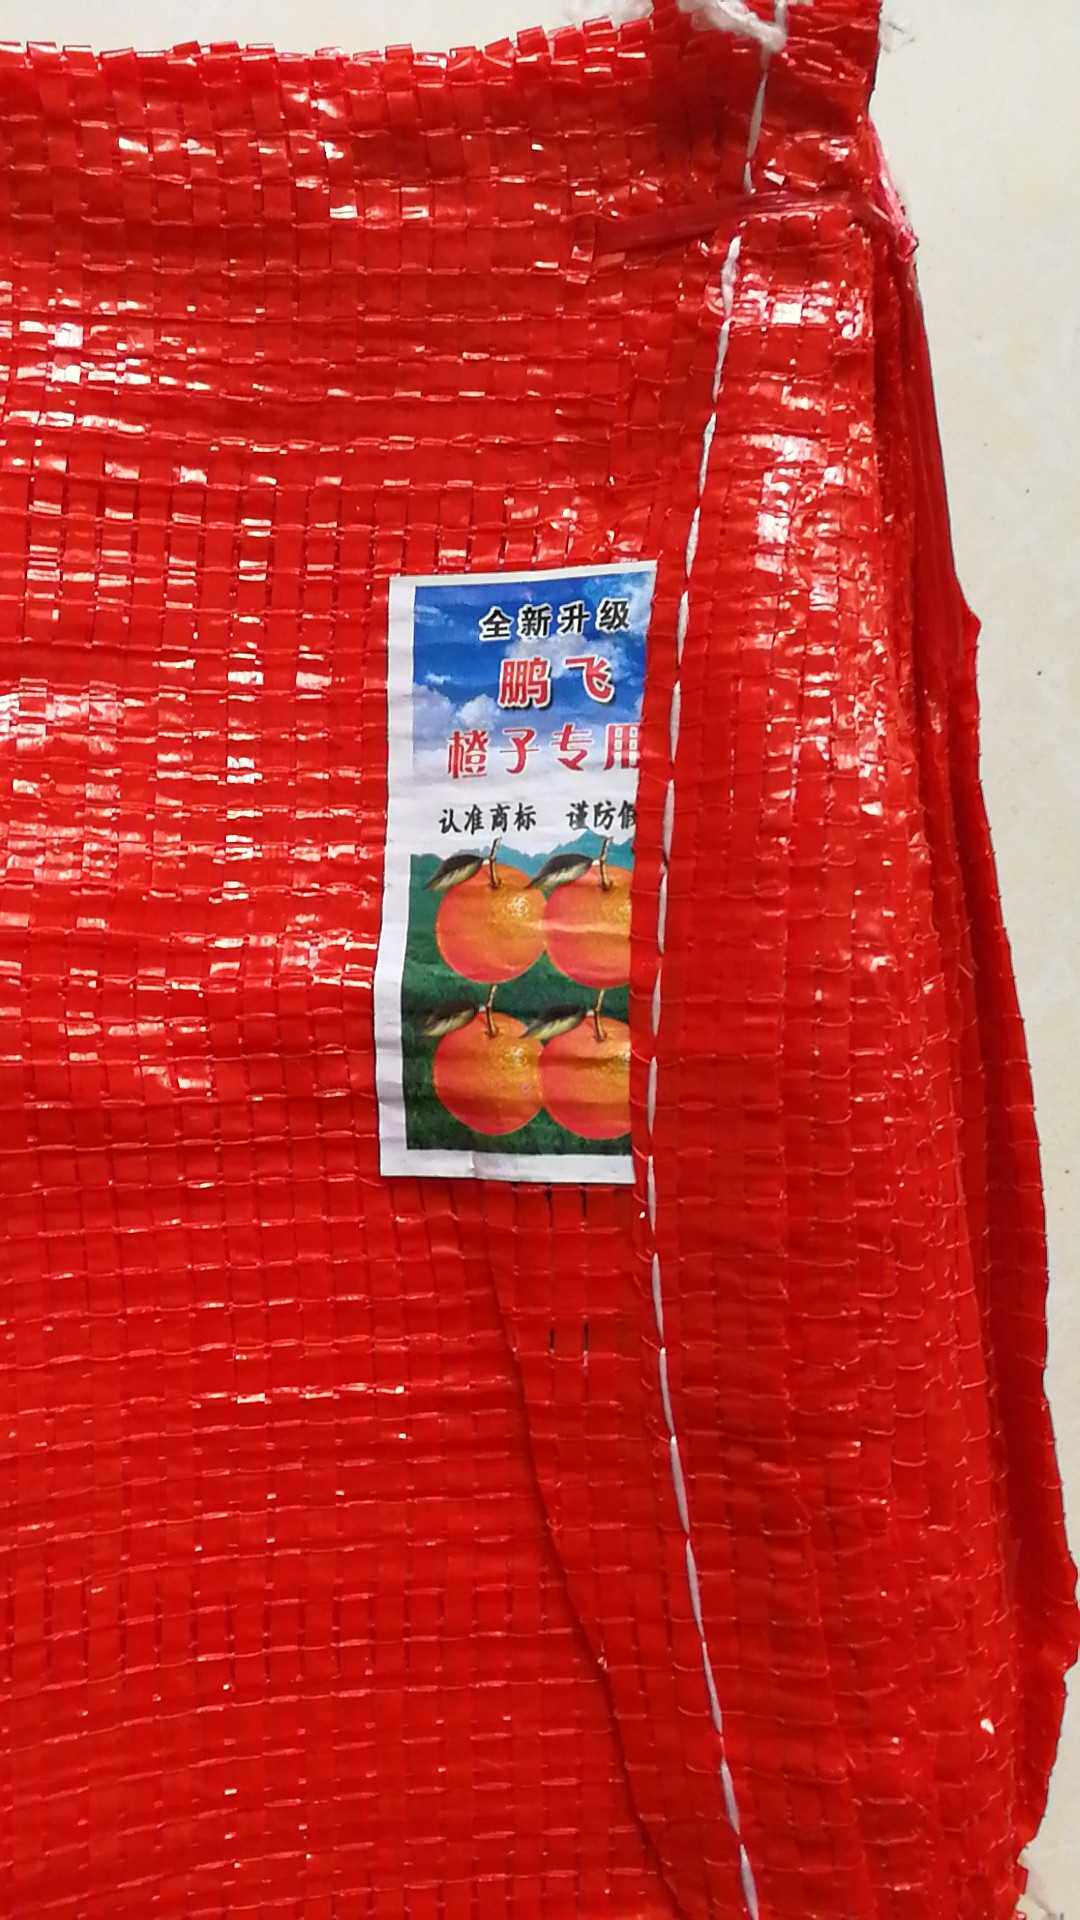 全新升级
鹏飞
橙子专用
认准商标 谨防假